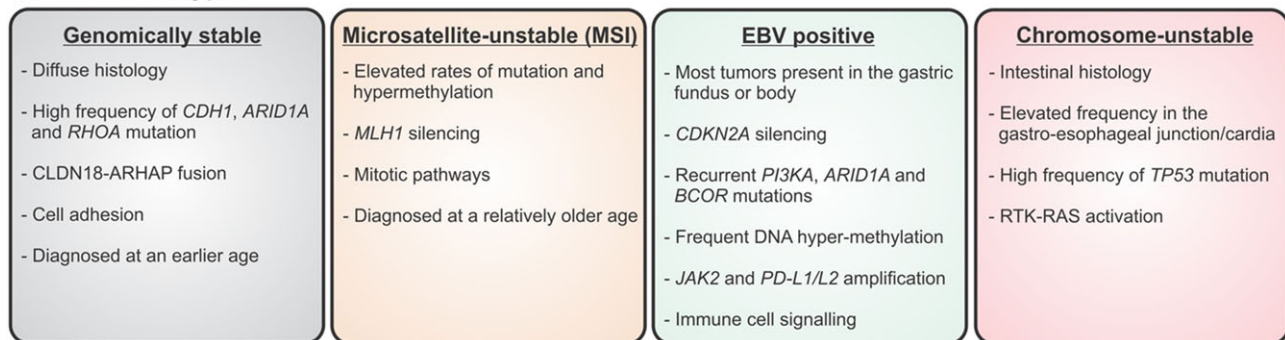 Genomically stable
- Diffuse histology
- High frequency of CDH1, ARID1A
and RHOA mutation
- CLDN18-ARHAP fusion
- Cell adhesion
- Diagnosed at an earlier age
Microsatellite-unstable (MSI)
- Elevated rates of mutation and
hypermethylation
- MLH1 silencing
- Mitotic pathways
- Diagnosed at a relatively older age
EBV positive
- Most tumors present in the gastric
fundus or body
- CDKN2A silencing
- Recurrent PI3KA, ARID1A and
BCOR mutations
- Frequent DNA hyper-methylation
- JAK2 and PD-L1/L2 amplification
- Immune cell signalling
Chromosome-unstable
- Intestinal histology
- Elevated frequency in the
gastro-esophageal junction/cardia
- High frequency of TP53 mutation
- RTK-RAS activation